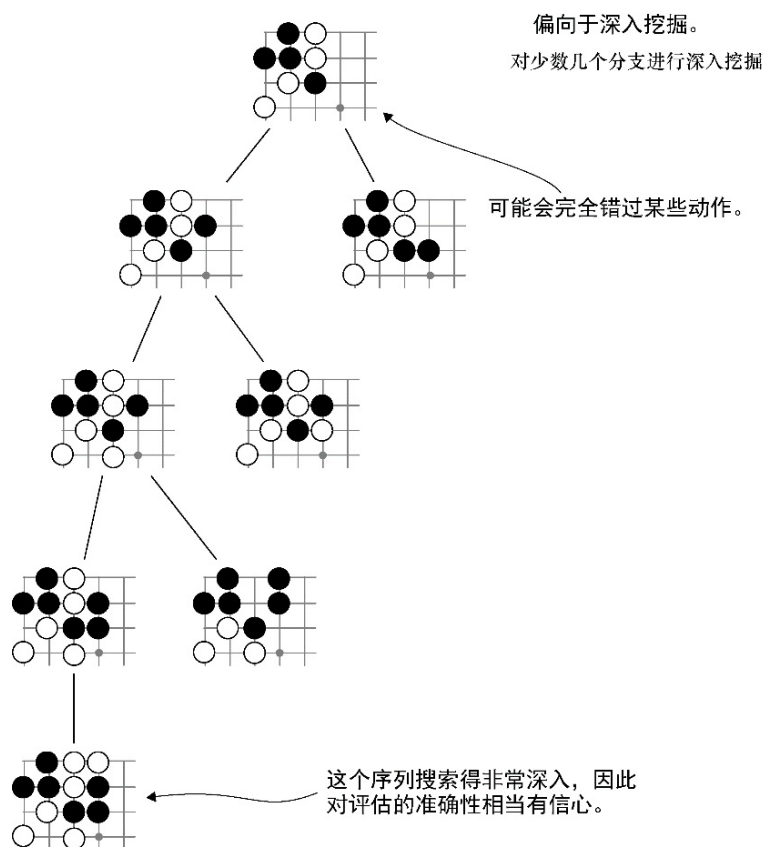 偏向于深入挖掘。
对少数几个分支进行深入挖掘
可能会完全错过某些动作。
这个序列搜索得非常深入，因此
对评估的准确性相当有信心。